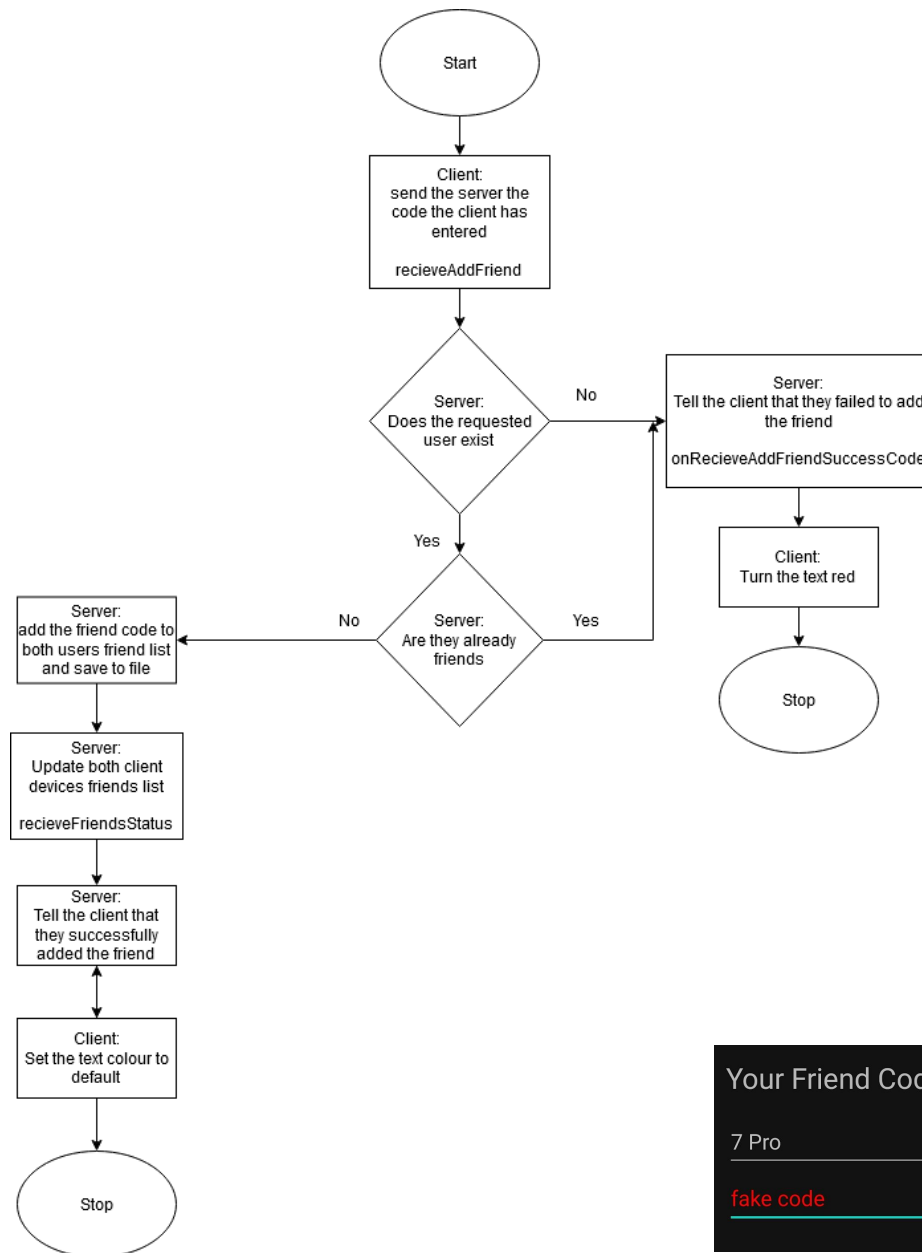 Start
Client:
send the server the
code the client has
entered
recieveAddFriend
Server:
Does the requested
user exist
No
Server:
Tell the client that they failed to add
the friend
onRecieveAddFriendSuccessCode
Yes
Client:
Turn the text red
Server:
Are they already
friends
No
Yes
Server:
add the friend code to
both users friend list
and save to file
Stop
Server:
Update both client
devices friends list
recieveFriendsStatus
Server:
Tell the client that
they successfully
added the friend
Client:
Set the text colour to
default
Stop
Your Friend
7 Pro
fake code